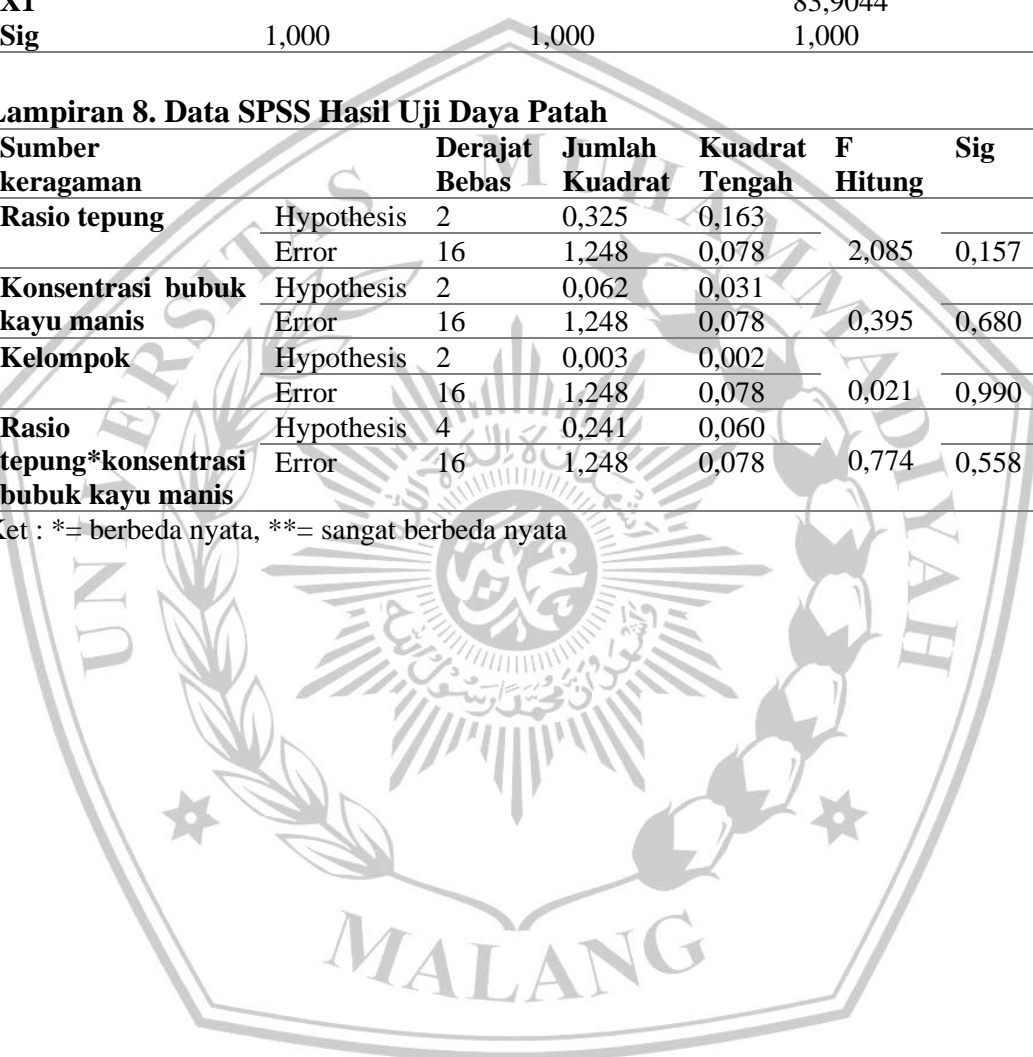 X1 83,9044
Sig 1,000 1,000 1,000
Lampiran 8. Data SPSS Hasil Uji Daya Patah
Sumber keragaman Derajat Bebas Jumlah Kuadrat Kuadrat Tengah F Hitung Sig
Rasio tepung Hypothesis 2 0,325 0,163
Error 16 1,248 0,078 2,085 0,157
Konsentrasi bubuk Hypothesis 2 0,062 0,031
kayu manis Error 16 1,248 0,078 0,395 0,680
Kelompok Hypothesis 2 0,003 0,002
Error 16 1,248 0,078 0,021 0,990
Rasio Hypothesis 4 0,241 0,060
tepung*konsentrasi Error 16 1,248 0,078 0,774 0,558
bubuk kayu manis
Ket : *= berbeda nyata, **= sangat berbeda nyata
UNIVERSITAS MUHAMMADIYAH
MALANG